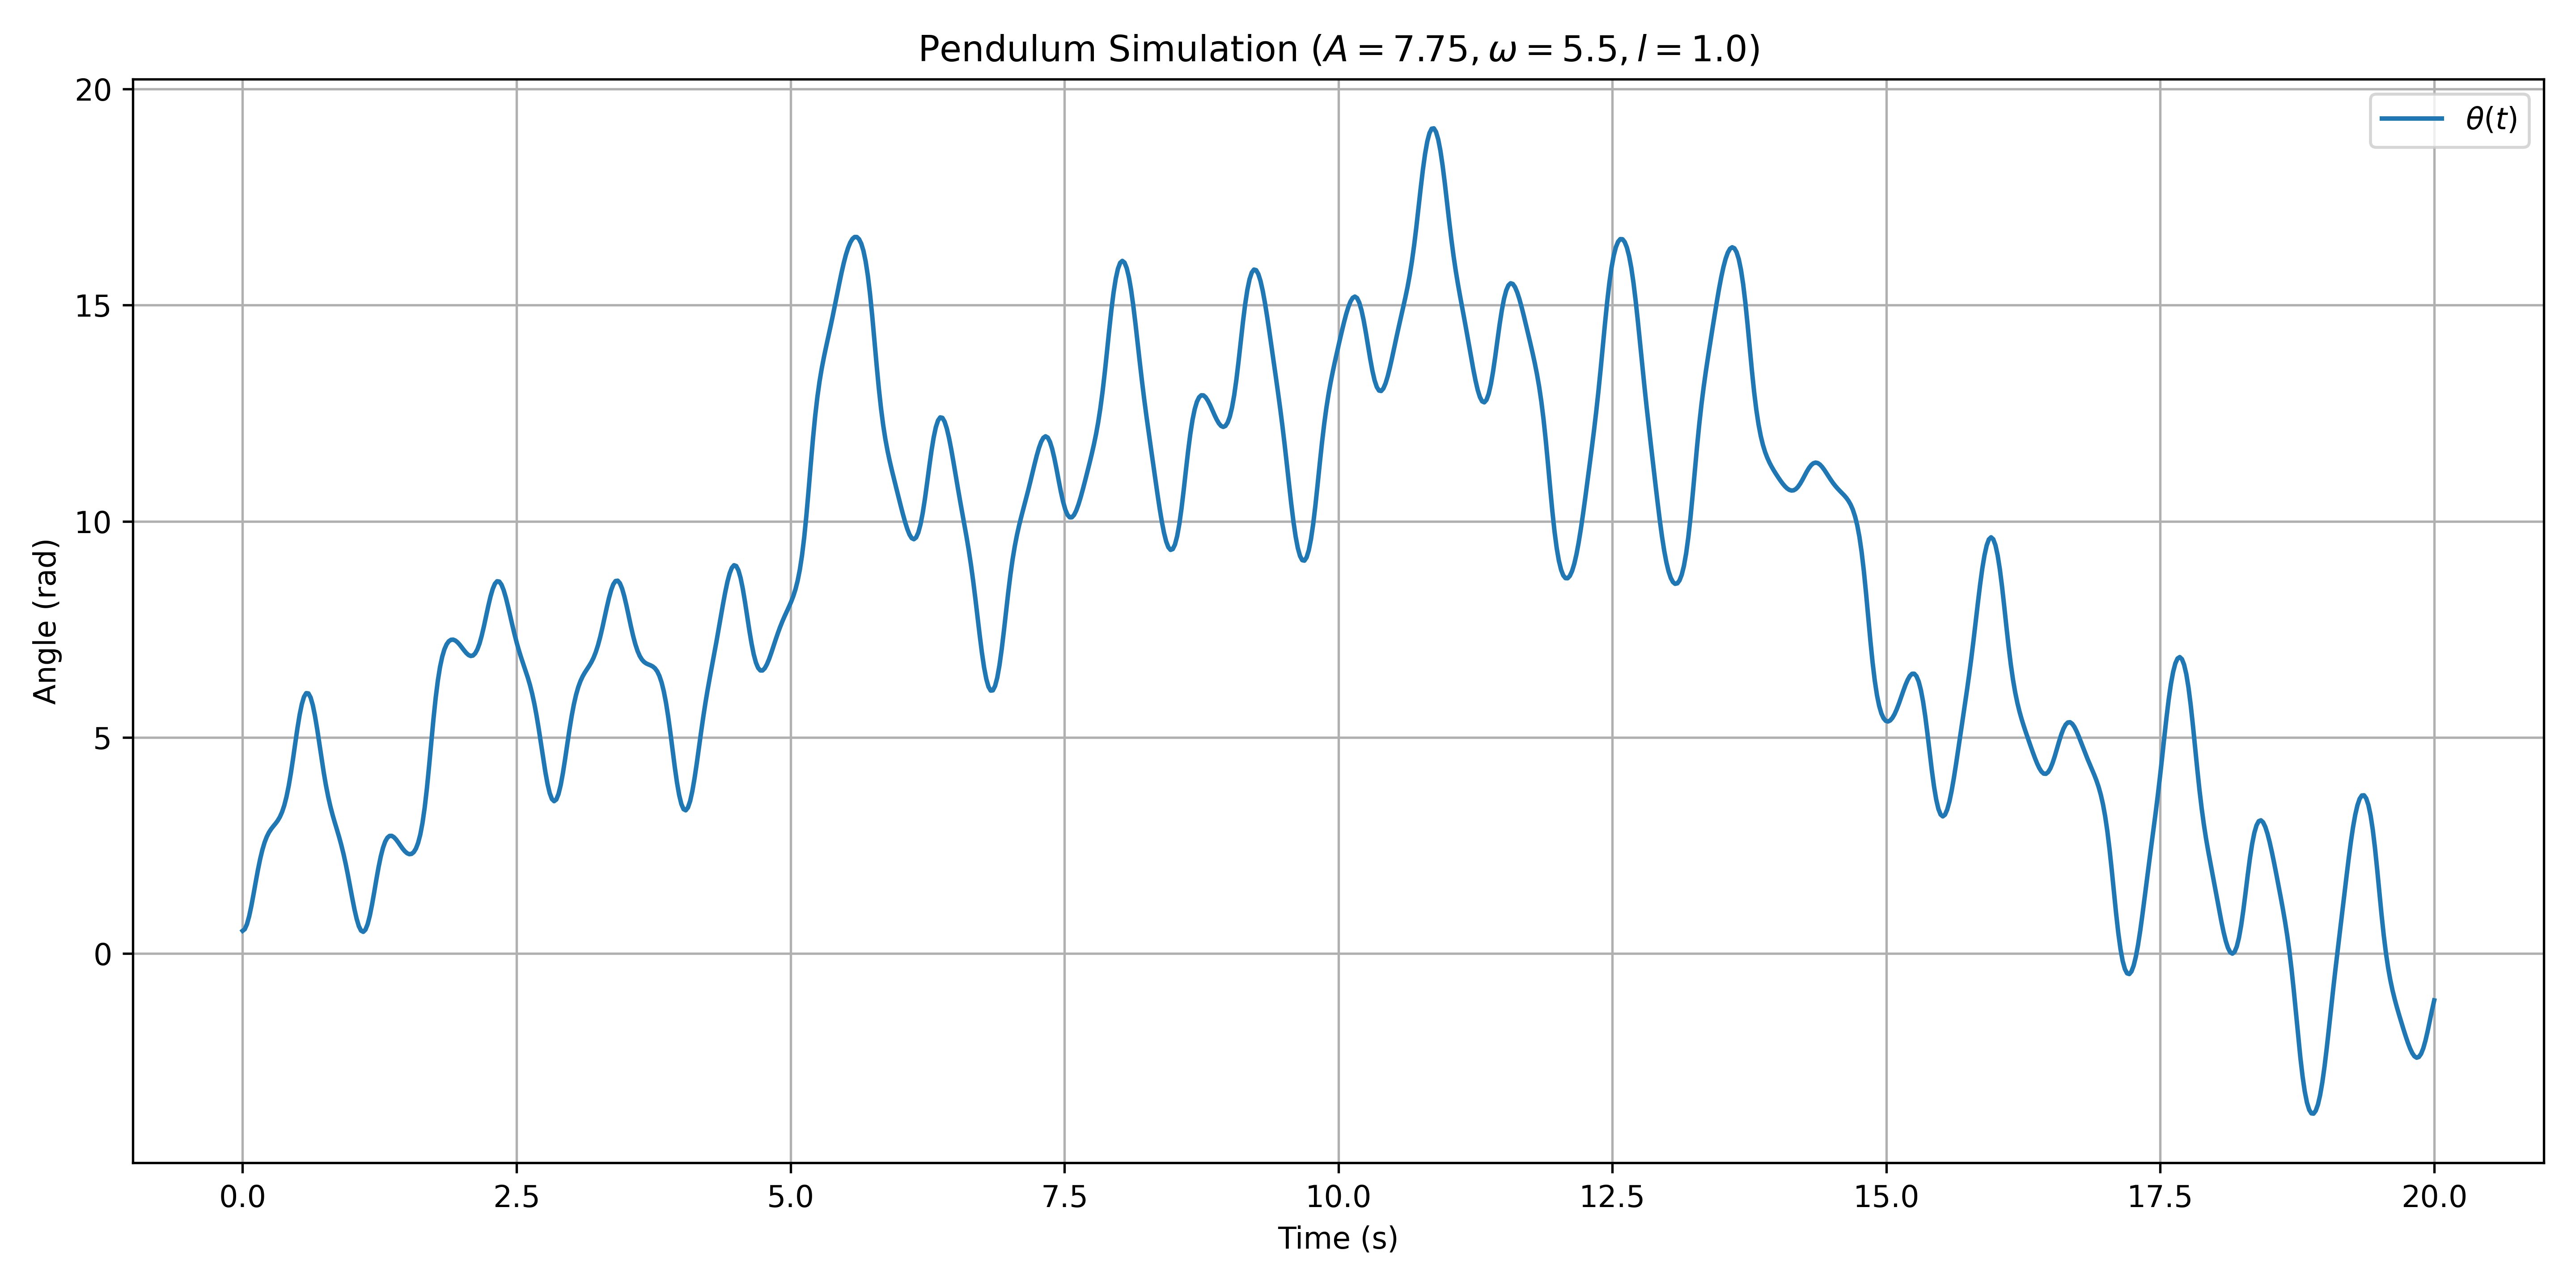 Pendulum Simulation (A = 7.75, ω = 5.5, l = 1.0)
θ(t)
Angle (rad)
20
15
10
5
0
0.0 2.5 5.0 7.5 10.0 12.5 15.0 17.5 20.0
Time (s)